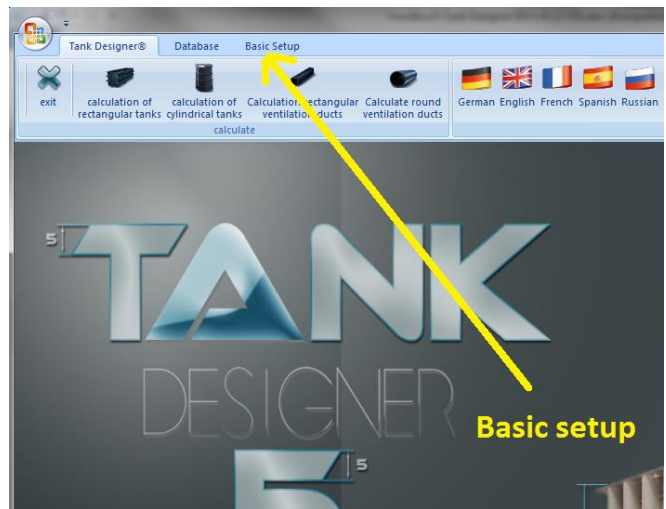 Tank Designer®
Database
Basic Setup
exit
calculation of
rectangular tanks
calculation of
cylindrical tanks
Calculation rectangular
ventilation ducts
Calculate round
ventilation ducts
German
English
French
Spanish
Russian
calculate
5
TANK
DESIGNER
Basic setup
5
5